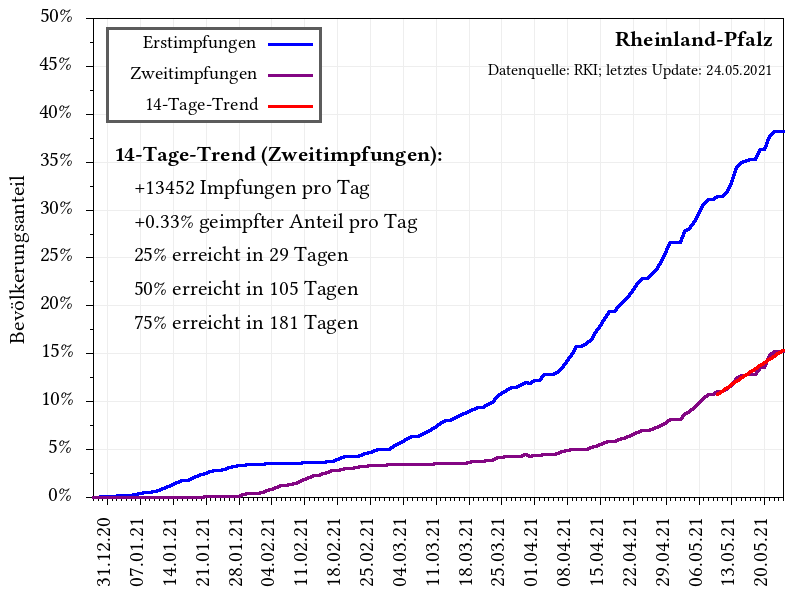 50%
45%
40%
35%
30%
25%
20%
15%
10%
5%
0%
Bevölkerungsanteil
Erstimpfungen
Zweitimpfungen
14-Tage-Trend
Rheinland-Pfalz
Datenquelle: RKI; letztes Update: 24.05.2021
14-Tage-Trend (Zweitimpfungen):
+13452 Impfungen pro Tag
+0.33% geimpfter Anteil pro Tag
25% erreicht in 29 Tagen
50% erreicht in 105 Tagen
75% erreicht in 181 Tagen
31.12.20
07.01.21
14.01.21
21.01.21
28.01.21
04.02.21
11.02.21
18.02.21
25.02.21
04.03.21
11.03.21
18.03.21
25.03.21
01.04.21
08.04.21
15.04.21
22.04.21
29.04.21
06.05.21
13.05.21
20.05.21